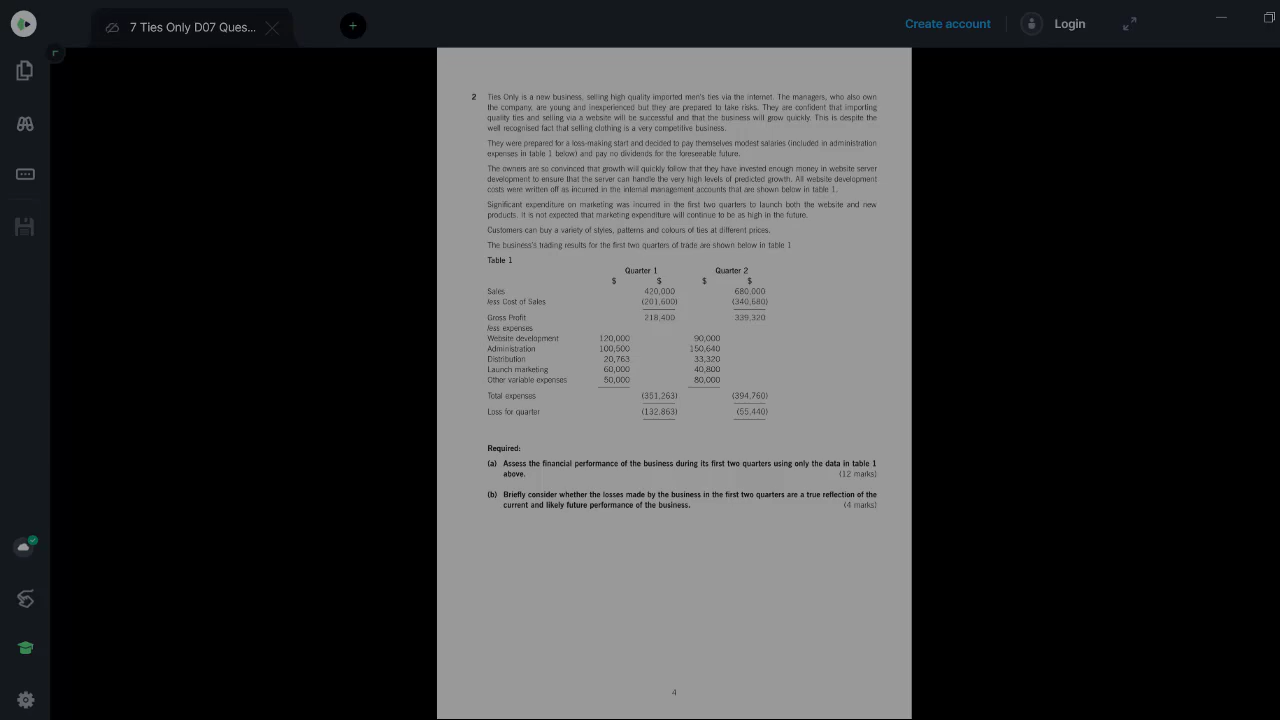 7 Ties Only D07 Ques...
Create account
Login
2 Ties Only is a new business, selling high quality imported men's ties via the internet. The managers, who also own
the company, are young and inexperienced but they are prepared to take risks. They are confident that importing
quality ties and selling via a website will be successful and that the business will grow quickly. This is despite the
well recognised fact that selling clothing is a very competitive business.
They were prepared for a loss-making start and decided to pay themselves modest salaries (included in administration
expenses in table 1 below) and pay no dividends for the foreseeable future.
The owners are so convinced that growth will quickly follow that they have invested enough money in website server
development to ensure that the server can handle the very high levels of predicted growth. All website development
costs were written off as incurred in the internal management accounts that are shown below in table 1.
Significant expenditure on marketing was incurred in the first two quarters to launch both the website and new
products. It is not expected that marketing expenditure will continue to be as high in the future.
Customers can buy a variety of styles, patterns and colours of ties at different prices.
The business's trading results for the first two quarters of trade are shown below in table 1
Table 1
Quarter 1 Quarter 2
$ $ $ $
Sales 420,000 680,000
less Cost of Sales (201,600) (340,680)
Gross Profit 218,400 339,320
less expenses
Website development 120,000 90,000
Administration 100,500 150,640
Distribution 20,763 33,320
Launch marketing 60,000 40,800
Other variable expenses 50,000 80,000
Total expenses (351,263) (394,760)
Loss for quarter (132,863) (55,440)
Required:
(a) Assess the financial performance of the business during its first two quarters using only the data in table 1
above. (12 marks)
(b) Briefly consider whether the losses made by the business in the first two quarters are a true reflection of the
current and likely future performance of the business. (4 marks)
4